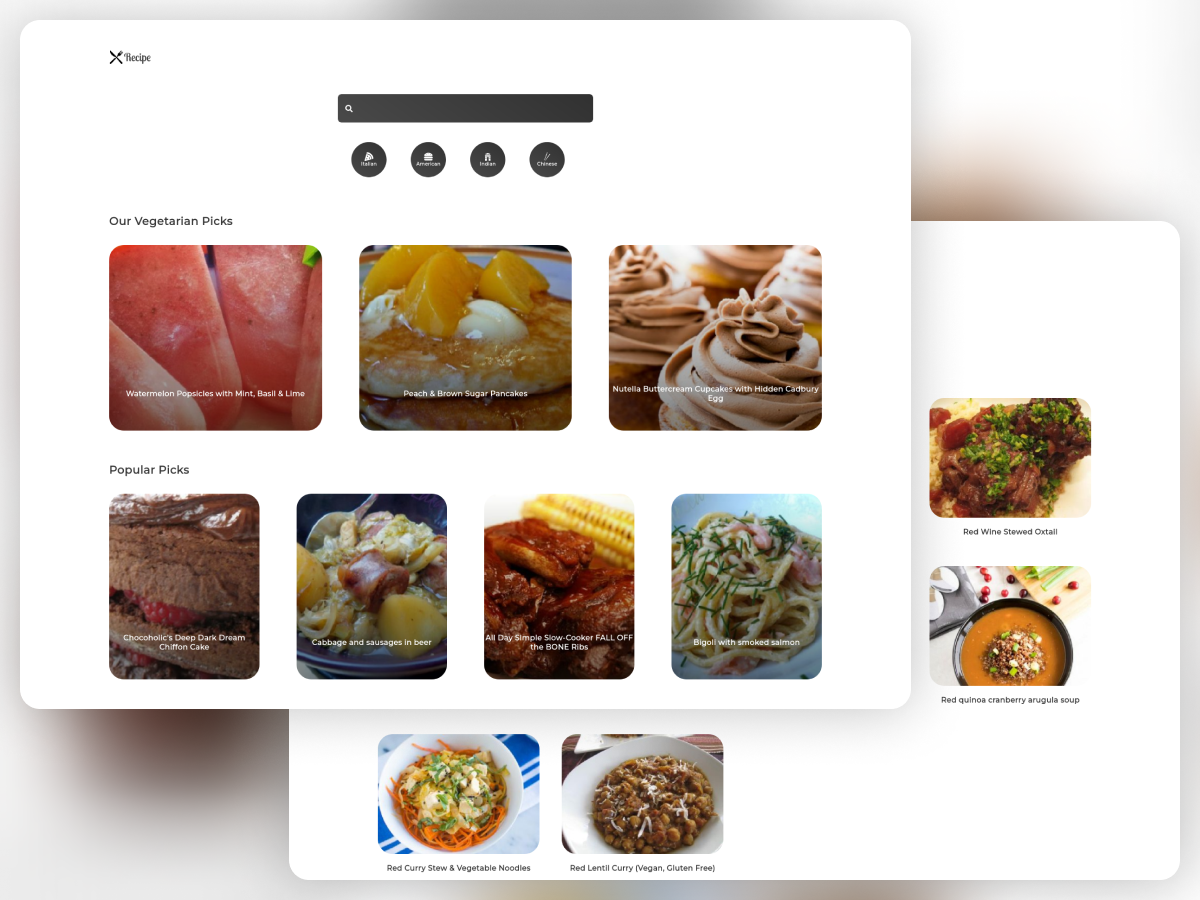 Recipe
Italian
American
Indian
Chinese
Our Vegetarian Picks
Watermelon Popsicles with Mint, Basil & Lime
Peach & Brown Sugar Pancakes
Nutella Buttercream Cupcakes with Hidden Cadbury
Egg
Popular Picks
Chocoholic's Deep Dark Dream
Chiffon Cake
Cabbage and sausages in beer
All Day Simple Slow-Cooker FALL OFF
the BONE Ribs
Bigoli with smoked salmon
Red Wine Stewed Oxtail
Red quinoa cranberry arugula soup
Red Curry Stew & Vegetable Noodles
Red Lentil Curry (Vegan, Gluten Free)